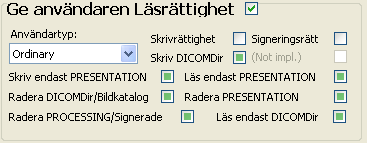 Ge användaren Läsrättighet
Användartyp:
Skrivrättighet Signeringsrätt
Ordinary
Skriv DICOMDir (Not impl.)
Skriv endast PRESENTATION Läs endast PRESENTATION
Radera DICOMDir/Bildkatalog Radera PRESENTATION
Radera PROCESSING/Signerade Läs endast DICOMDir